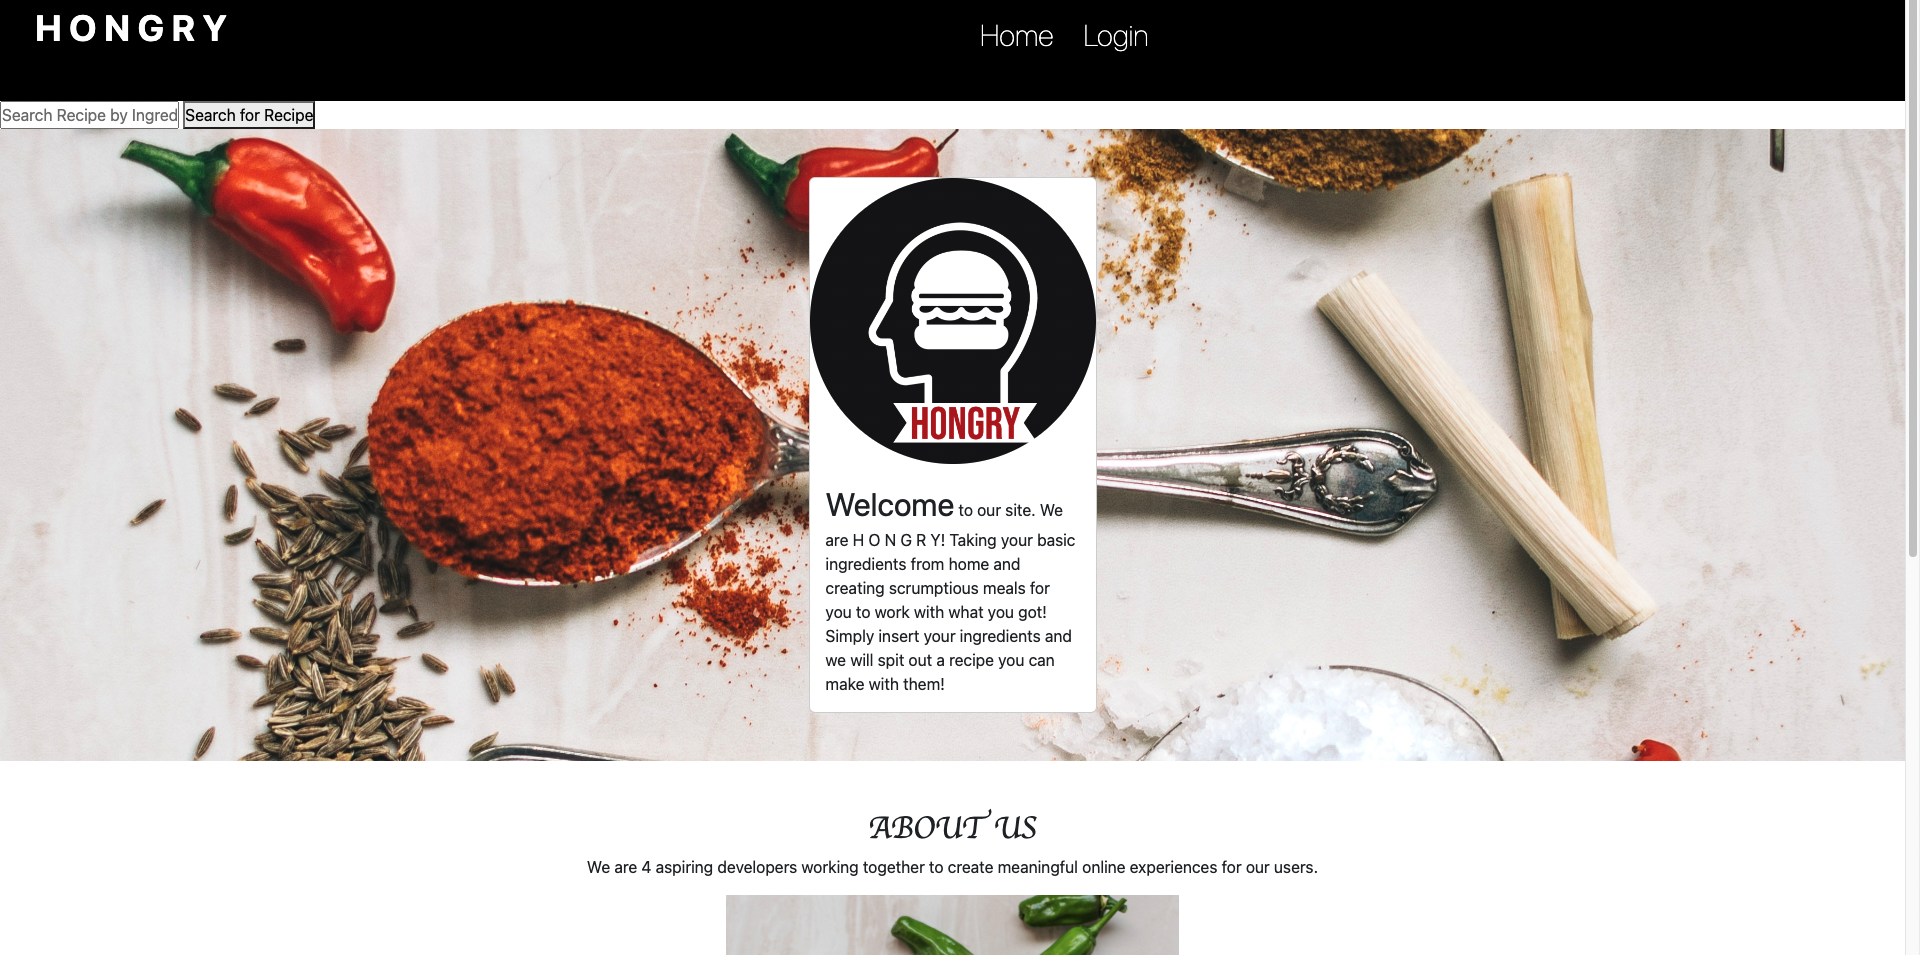 HONGRY
Home Login
Search Recipe by Ingred Search for Recipe
HONGRY
Welcome to our site. We
are H O N G R Y! Taking your basic
ingredients from home and
creating scrumptious meals for
you to work with what you got!
Simply insert your ingredients and
we will spit out a recipe you can
make with them!
ABOUT US
We are 4 aspiring developers working together to create meaningful online experiences for our users.